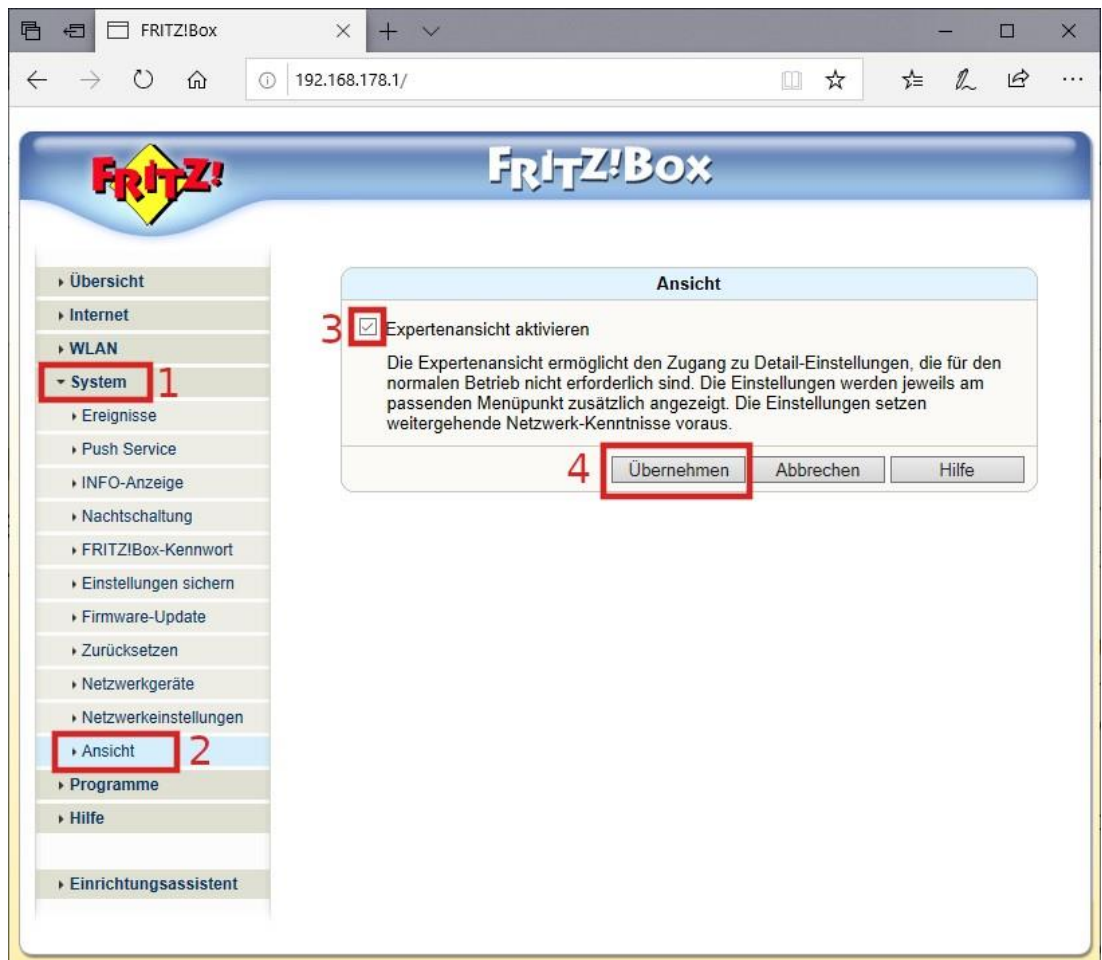 FRITZ!Box
192.168.178.1/
FRITZ!
FRITZ!Box
Übersicht
Internet
WLAN
System 1
Ereignisse
Push Service
INFO-Anzeige
Nachtschaltung
FRITZ!Box-Kennwort
Einstellungen sichern
Firmware-Update
Zurücksetzen
Netzwerkgeräte
Netzwerkeinstellungen
Ansicht 2
Programme
Hilfe
Einrichtungsassistent
Ansicht
3 Expertenansicht aktivieren
Die Expertenansicht ermöglicht den Zugang zu Detail-Einstellungen, die für den
normalen Betrieb nicht erforderlich sind. Die Einstellungen werden jeweils am
passenden Menüpunkt zusätzlich angezeigt. Die Einstellungen setzen
weitergehende Netzwerk-Kenntnisse voraus.
4 Übernehmen Abbrechen Hilfe